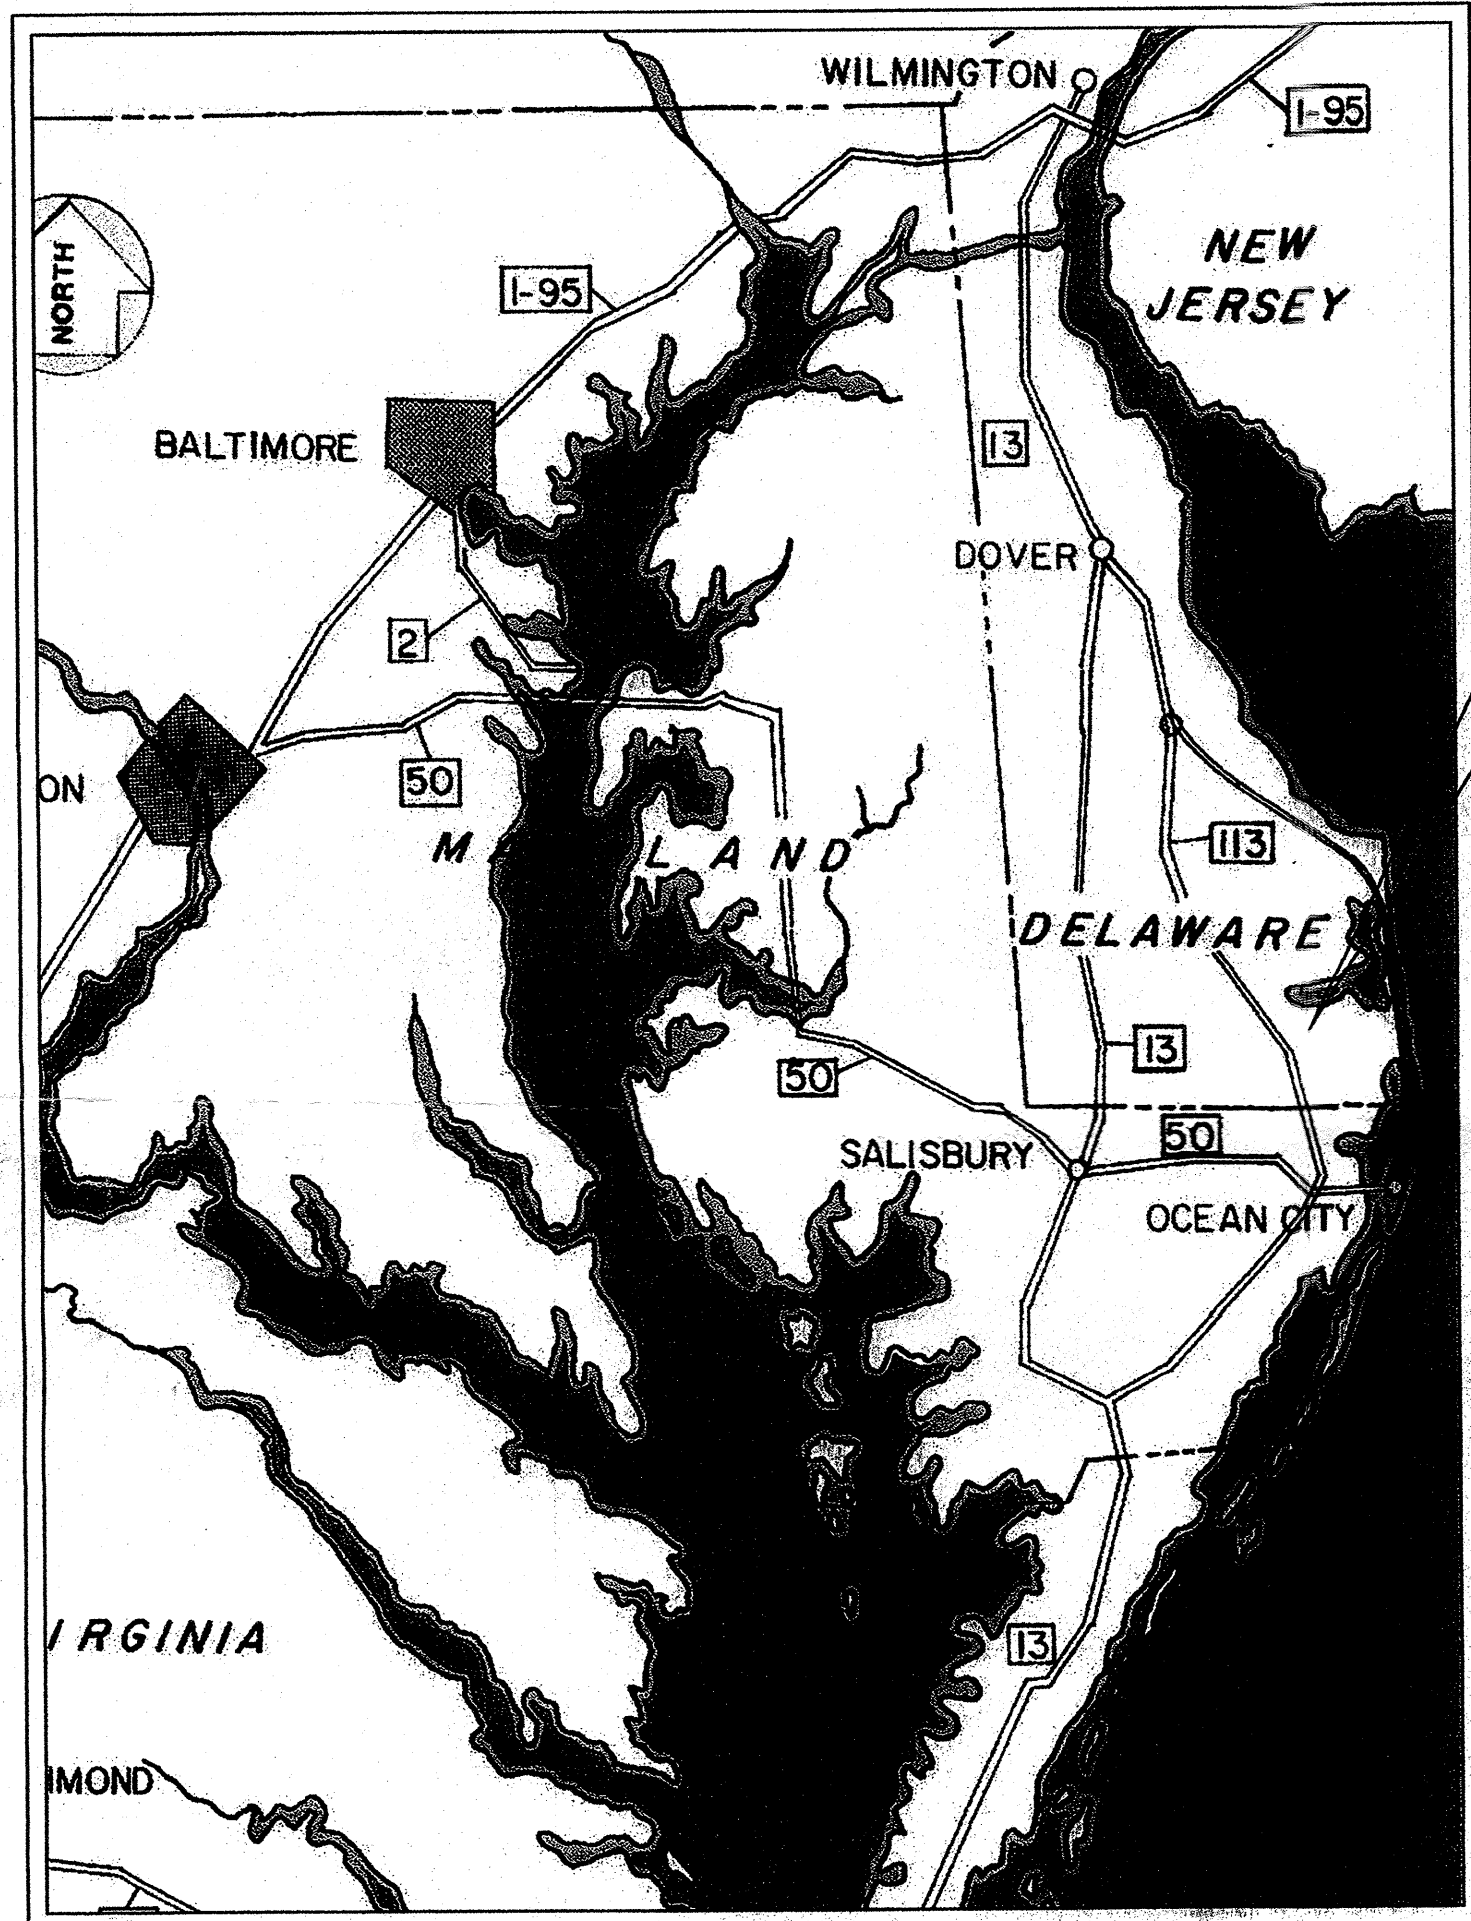 WILMINGTON
I-95
NEW
JERSEY
NORTH
I-95
BALTIMORE
13
DOVER
2
50
ON
M LAND
113
DELAWARE
13
50
50
SALISBURY
OCEAN CITY
13
IRGINIA
HMOND